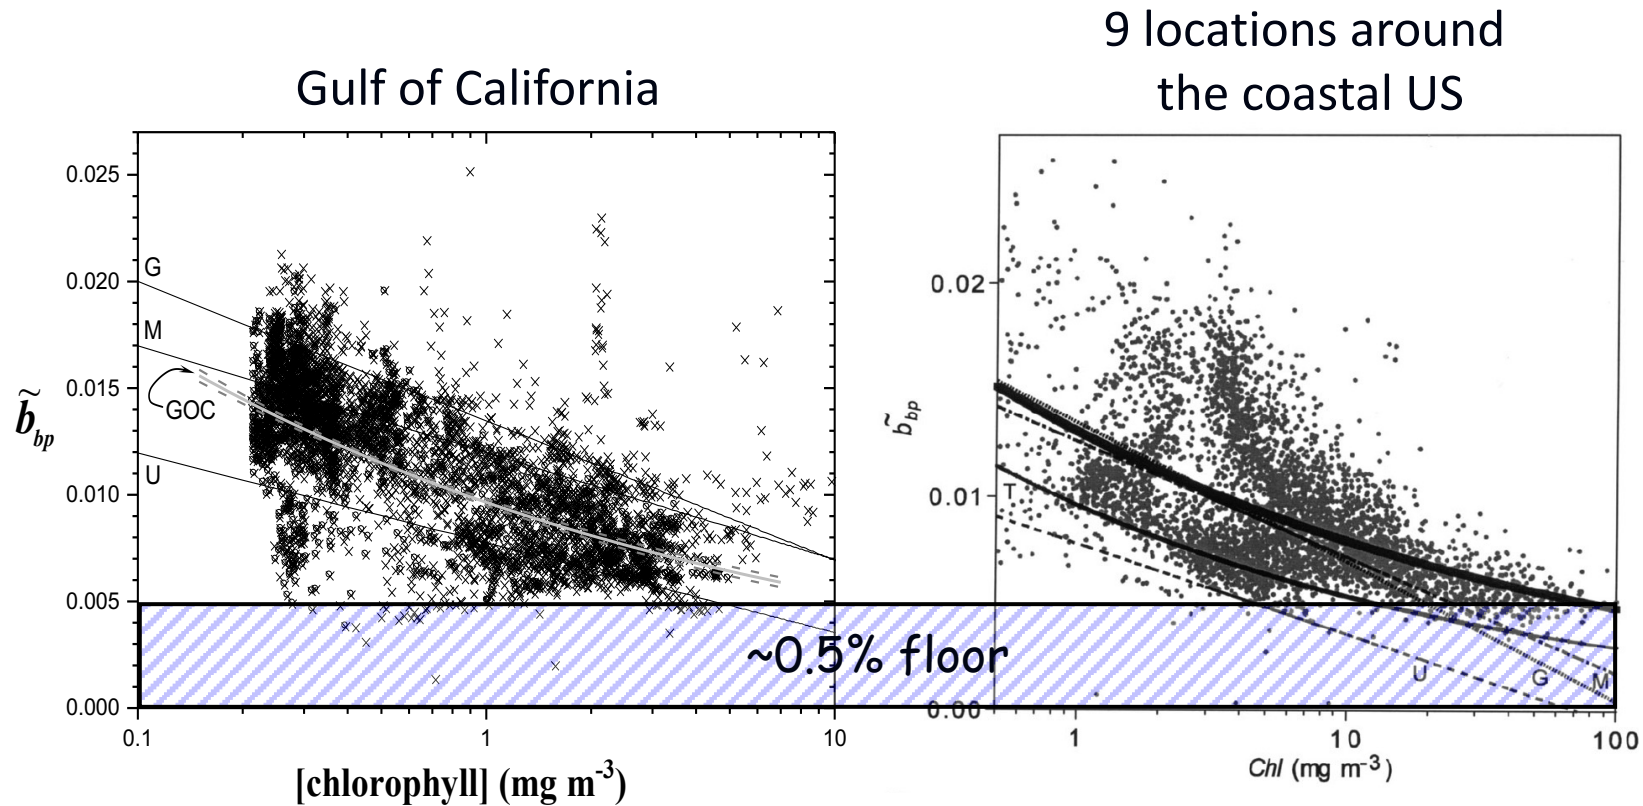 Gulf of California
9 locations around
the coastal US
0.025
0.020
0.015
0.010
0.005
0.000
b̃bp
G
M
GOC
U
0.1
1
10
[chlorophyll] (mg m-3)
~0.5% floor
0.02
0.01
0.00
b̃bp
T
U
G
M
1
10
100
Chl (mg m-3)